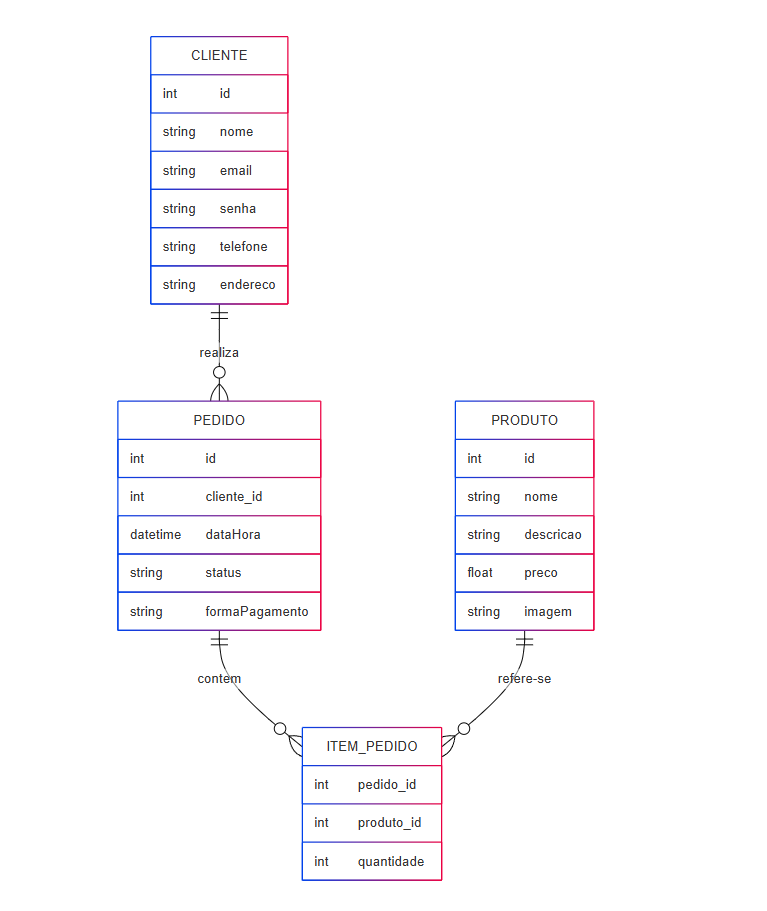 CLIENTE
int id
string nome
string email
string senha
string telefone
string endereco
realiza
PEDIDO
int id
int cliente_id
datetime dataHora
string status
string formaPagamento
PRODUTO
int id
string nome
string descricao
float preco
string imagem
contem
refere-se
ITEM_PEDIDO
int pedido_id
int produto_id
int quantidade